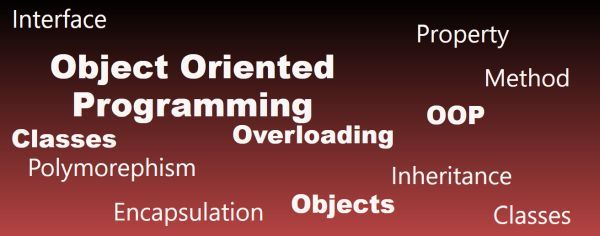 Interface
Property
Object Oriented
Programming
Method
OOP
Classes
Overloading
Polymorephism
Inheritance
Encapsulation
Objects
Classes